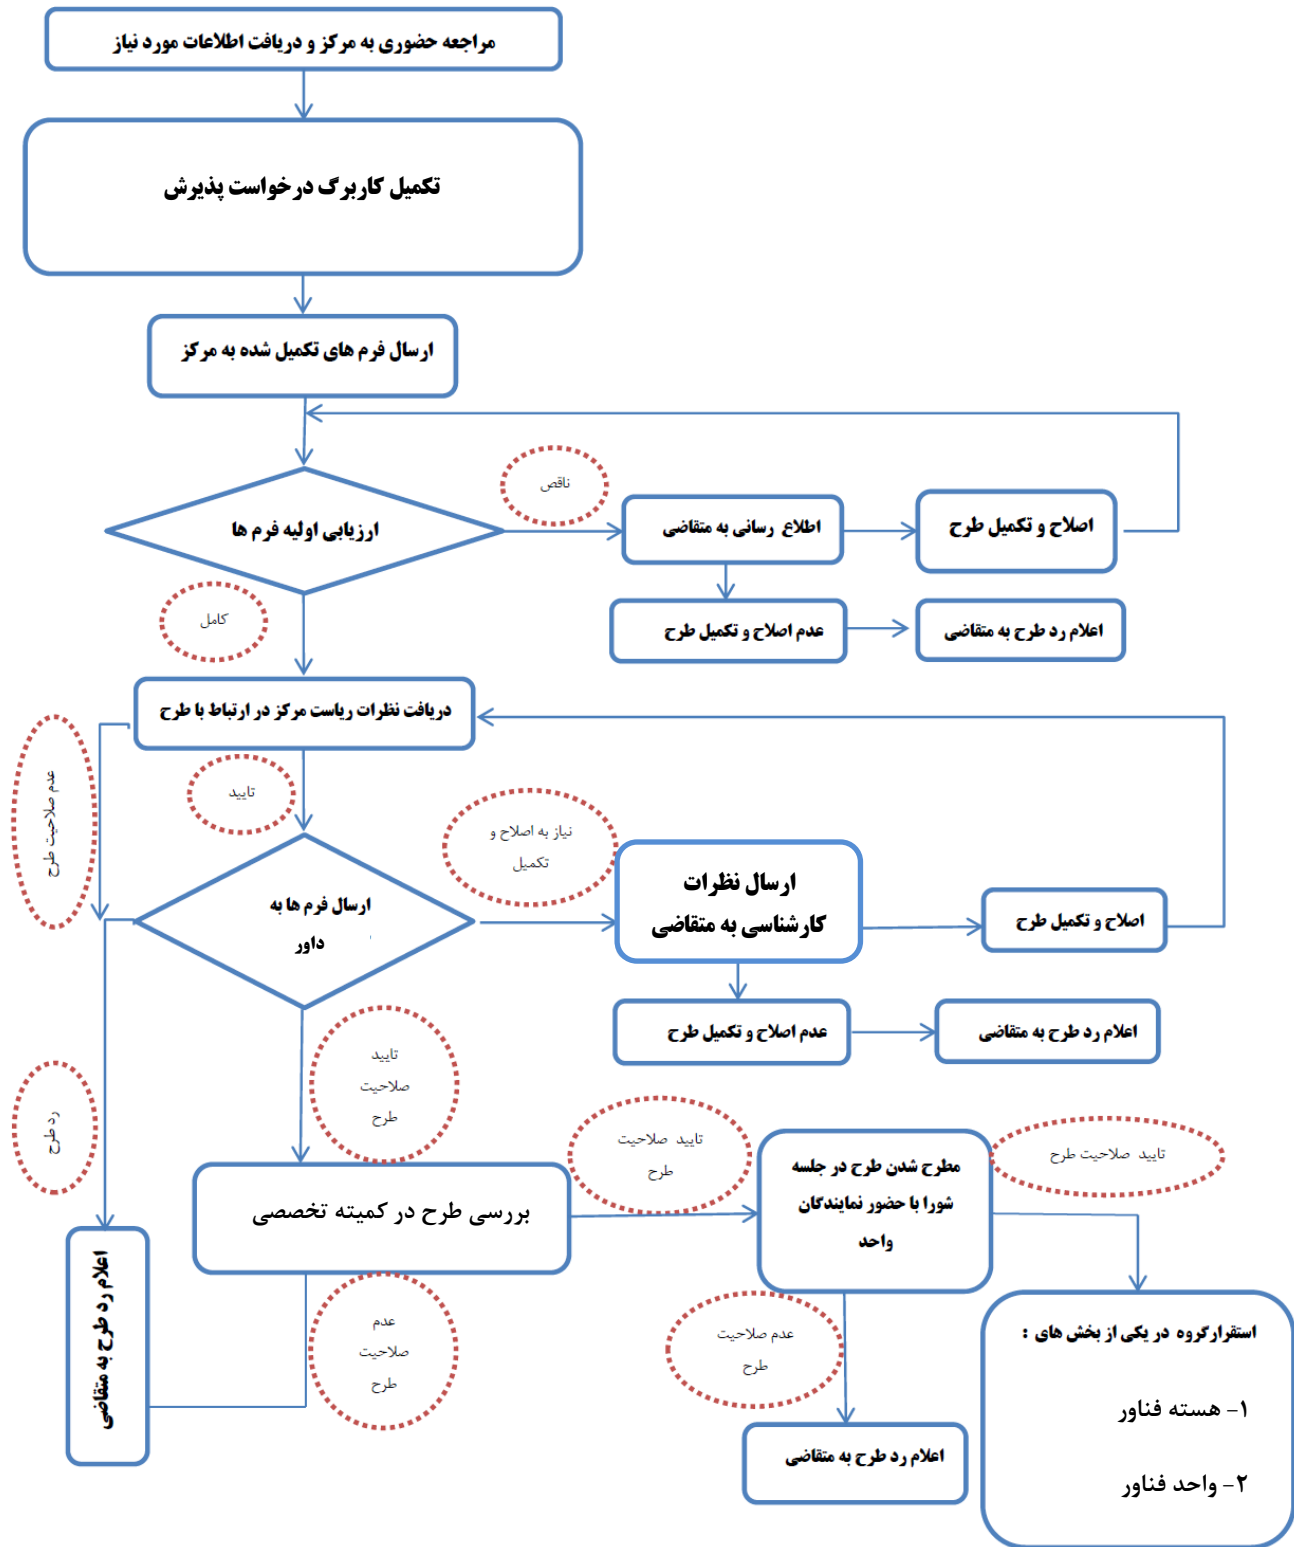 مراجعه حضوری به مرکز و دریافت اطلاعات مورد نیاز
تکمیل کاربرگ درخواست پذیرش
ارسال فرم های تکمیل شده به مرکز
ارزیابی اولیه فرم ها
ناقص
اطلاع رسانی به متقاضی
اصلاح و تکمیل طرح
عدم اصلاح و تکمیل طرح
اعلام رد طرح به متقاضی
کامل
دریافت نظرات ریاست مرکز در ارتباط با طرح
عدم صلاحیت طرح
تایید
ارسال فرم ها به
داور
نیاز به اصلاح و
تکمیل
ارسال نظرات
کارشناسی به متقاضی
اصلاح و تکمیل طرح
عدم اصلاح و تکمیل طرح
اعلام رد طرح به متقاضی
رد طرح
تایید
صلاحیت
طرح
بررسی طرح در کمیته تخصصی
تایید صلاحیت
طرح
مطرح شدن طرح در جلسه
شورا با حضور نمایندگان
واحد
تایید صلاحیت طرح
اعلام رد طرح به متقاضی
عدم
صلاحیت
طرح
عدم صلاحیت
طرح
اعلام رد طرح به متقاضی
استقرارگروه در یکی از بخش های :
۱- هسته فناور
۲- واحد فناور